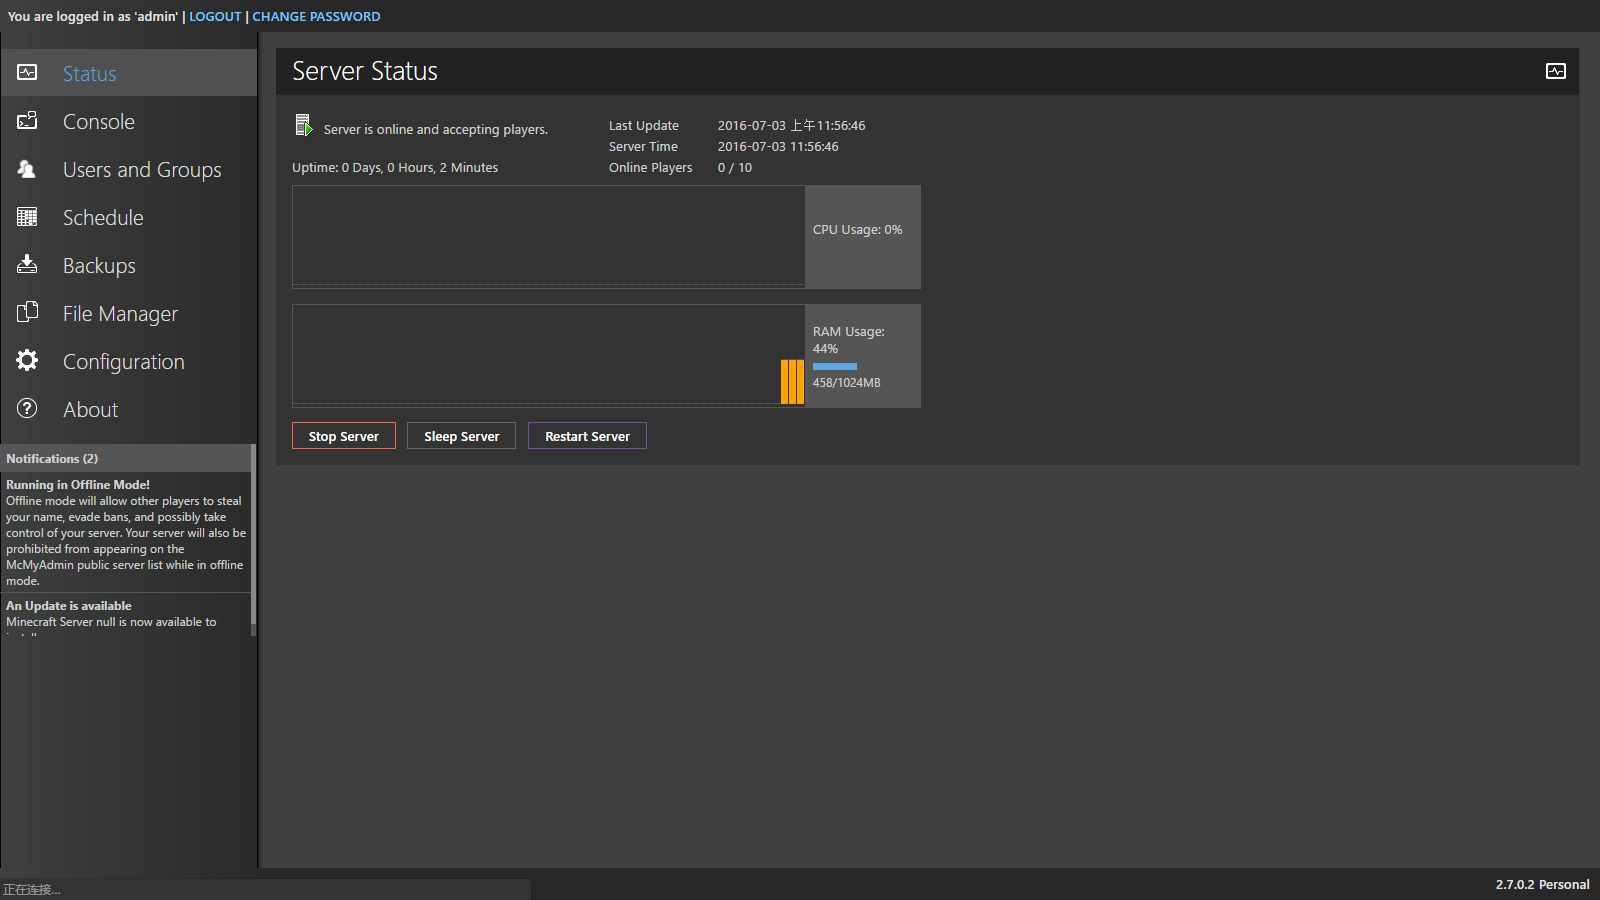 You are logged in as 'admin' | LOGOUT | CHANGE PASSWORD
Status
Console
Users and Groups
Schedule
Backups
File Manager
Configuration
About
Notifications (2)
Running in Offline Mode!
Offline mode will allow other players to steal
your name, evade bans, and possibly take
control of your server. Your server will also be
prohibited from appearing on the
McMyAdmin public server list while in offline
mode.
An Update is available
Minecraft Server null is now available to
Server Status
Server is online and accepting players.
Uptime: 0 Days, 0 Hours, 2 Minutes
Last Update 2016-07-03 上午11:56:46
Server Time 2016-07-03 11:56:46
Online Players 0 / 10
CPU Usage: 0%
RAM Usage:
44%
458/1024MB
Stop Server Sleep Server Restart Server
正在连接...
2.7.0.2 Personal